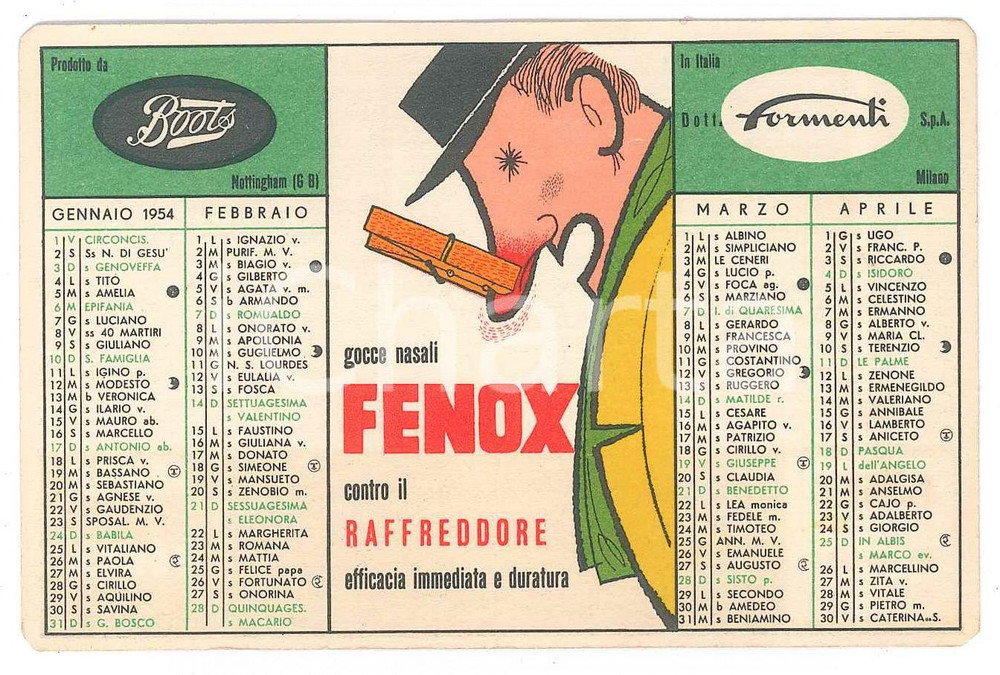 Prodotto da
Boots
Nottingham (G B)
GENNAIO 1954
1 V CIRCONCIS.
2 S Ss N. DI GESU'
3 D s GENOVEFFA
4 L s TITO
5 M s AMELIA
6 M EPIFANIA
7 G s LUCIANO
8 V ss 40 MARTIRI
9 S s GIULIANO
10 D S. FAMIGLIA
11 L s IGINO p.
12 M s MODESTO
13 M b VERONICA
14 G s ILARIO v.
15 V s MAURO ab.
16 S s MARCELLO
17 D s ANTONIO ab.
18 L s PRISCA v.
19 M s BASSANO
20 M s SEBASTIANO
21 G s AGNESE v.
22 V s GAUDENZIO
23 S SPOSAL. M. V.
24 D s BABILA
25 L s VITALIANO
26 M s PAOLA
27 M s ELVIRA
28 G s CIRILLO
29 V s AQUILINO
30 S s SAVINA
31 D s G. BOSCO
FEBBRAIO
1 L s IGNAZIO v.
2 M PURIF. M. V.
3 M s BIAGIO v.
4 G s GILBERTO
5 V s AGATA v. m.
6 S b ARMANDO
7 D s ROMUALDO
8 L s ONORATO v.
9 M s APOLLONIA
10 M s GUGLIELMO
11 G N. S. LOURDES
12 V s EULALIA v.
13 S s FOSCA
14 D SETTUAGESIMA
s VALENTINO
15 L s FAUSTINO
16 M s GIULIANA v.
17 M s DONATO
18 G s SIMEONE
19 V s MANSUETO
20 S s ZENOBIO m.
21 D SESSUAGESIMA
s ELEONORA
22 L s MARGHERITA
23 M s ROMANA
24 M s MATTIA
25 G s FELICE papa
26 V s FORTUNATO
27 S s ONORINA
28 D QUINQUAGES.
s MACARIO
gocce nasali
FENOX
contro il
RAFFREDDORE
efficacia immediata e duratura
In Italia
Dott. Formenti S.p.A.
Milano
MARZO
1 L s ALBINO
2 M s SIMPLICIANO
3 M LE CENERI
4 G s LUCIO p.
5 V s FOCA ag.
6 S s MARZIANO
7 D I. di QUARESIMA
8 L s GERARDO
9 M s FRANCESCA
10 M s PROVINO
11 G s COSTANTINO
12 V s GREGORIO
13 S s RUGGERO
14 D s MATILDE r.
15 L s CESARE
16 M s AGAPITO v.
17 M s PATRIZIO
18 G s CIRILLO v.
19 V s GIUSEPPE
20 S s CLAUDIA
21 D s BENEDETTO
22 L s LEA monica
23 M s FEDELE m.
24 M s TIMOTEO
25 G ANN. M. V.
26 V s EMANUELE
27 S s AUGUSTO
28 D s SISTO p.
29 L s SECONDO
30 M b AMEDEO
31 M s BENIAMINO
APRILE
1 G s UGO
2 V s FRANC. P.
3 S s RICCARDO
4 D s ISIDORO
5 L s VINCENZO
6 M s CELESTINO
7 M s ERMANNO
8 G s ALBERTO v.
9 V s MARIA CL.
10 S s TERENZIO
11 D LE PALME
12 L s ZENONE
13 M s ERMENEGILDO
14 M s VALERIANO
15 G s ANNIBALE
16 V s LAMBERTO
17 S s ANICETO
18 D PASQUA
19 L dell'ANGELO
20 M s ADALGISA
21 M s ANSELMO
22 G s CAJO p.
23 V s ADALBERTO
24 S s GIORGIO
25 D IN ALBIS
s MARCO ev.
26 L s MARCELLINO
27 M s ZITA v.
28 M s VITALE
29 G s PIETRO m.
30 V s CATERINA S.